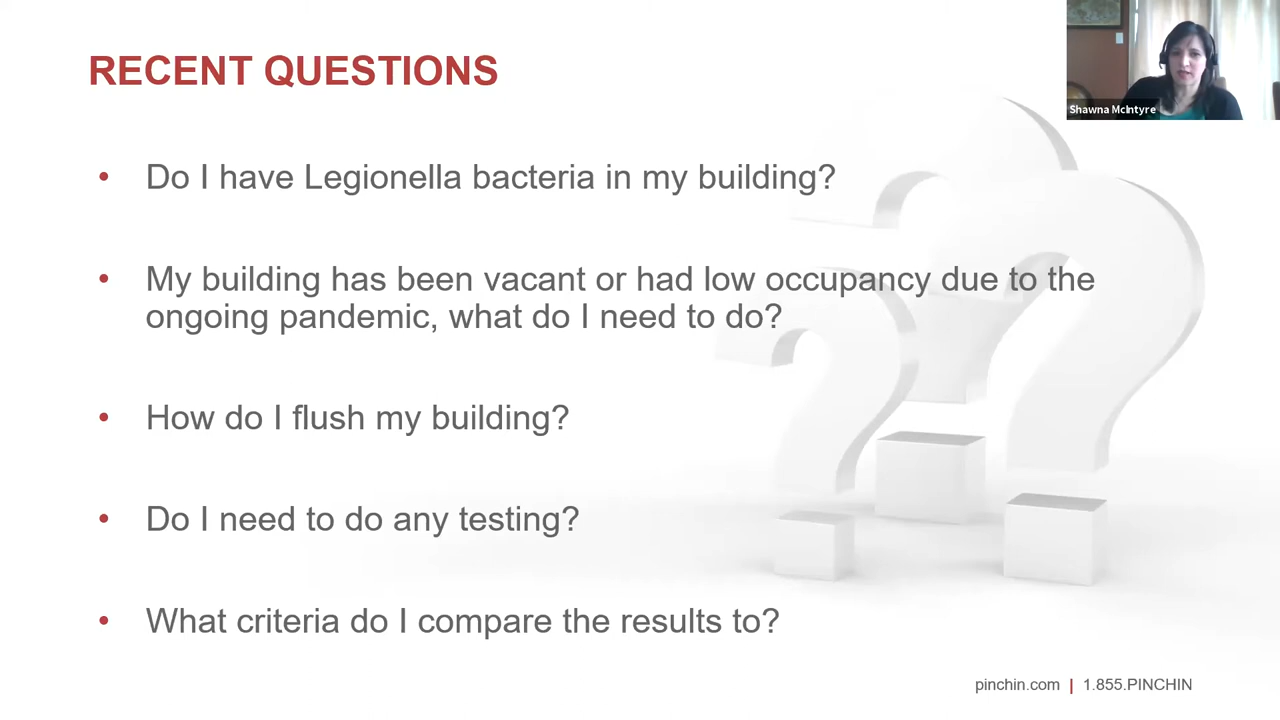 RECENT QUESTIONS
Shawna McIntyre
• Do I have Legionella bacteria in my building?
• My building has been vacant or had low occupancy due to the
ongoing pandemic, what do I need to do?
• How do I flush my building?
• Do I need to do any testing?
• What criteria do I compare the results to?
pinchin.com | 1.855.PINCHIN